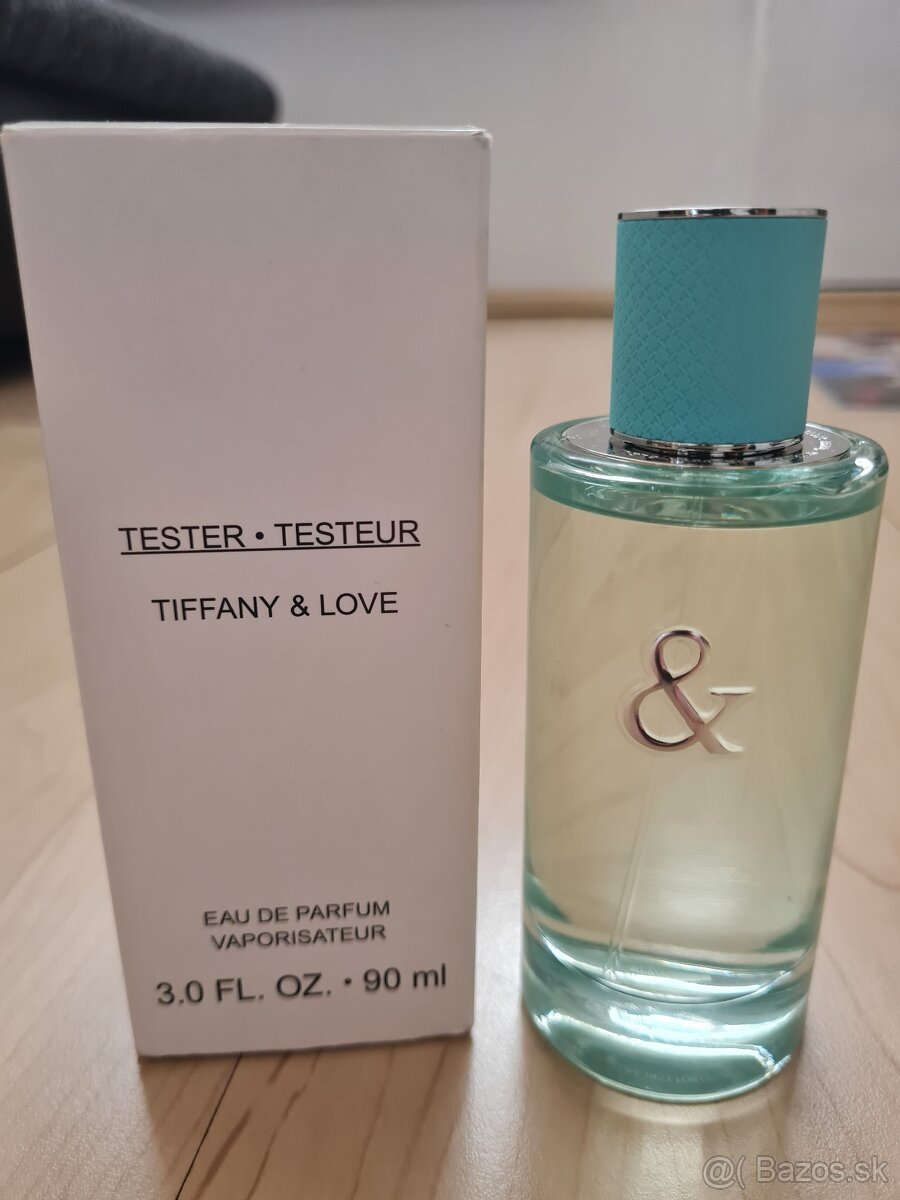 TESTER • TESTEUR
TIFFANY & LOVE
EAU DE PARFUM
VAPORISATEUR
3.0 FL. OZ. • 90 ml
&
@( Bazos.sk